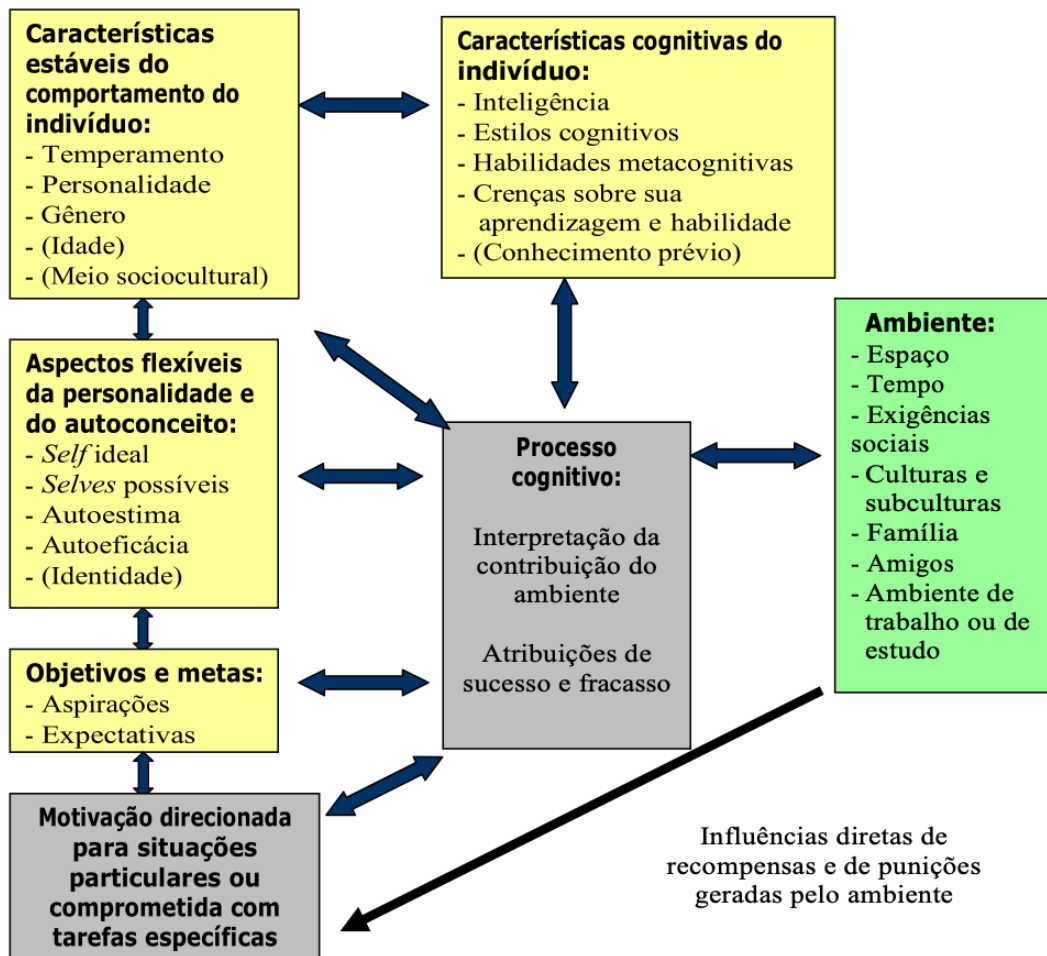 Características
estáveis do
comportamento do
indivíduo:
- Temperamento
- Personalidade
- Gênero
- (Idade)
- (Meio sociocultural)
Características cognitivas do
indivíduo:
- Inteligência
- Estilos cognitivos
- Habilidades metacognitivas
- Crenças sobre sua
aprendizagem e habilidade
- (Conhecimento prévio)
Aspectos flexíveis
da personalidade e
do autoconceito:
- Self ideal
- Selves possíveis
- Autoestima
- Autoeficácia
- (Identidade)
Processo
cognitivo:
Interpretação da
contribuição do
ambiente
Atribuições de
sucesso e fracasso
Ambiente:
- Espaço
- Tempo
- Exigências
sociais
- Culturas e
subculturas
- Família
- Amigos
- Ambiente de
trabalho ou de
estudo
Objetivos e metas:
- Aspirações
- Expectativas
Motivação direcionada
para situações
particulares ou
comprometida com
tarefas específicas
Influências diretas de
recompensas e de punições
geradas pelo ambiente